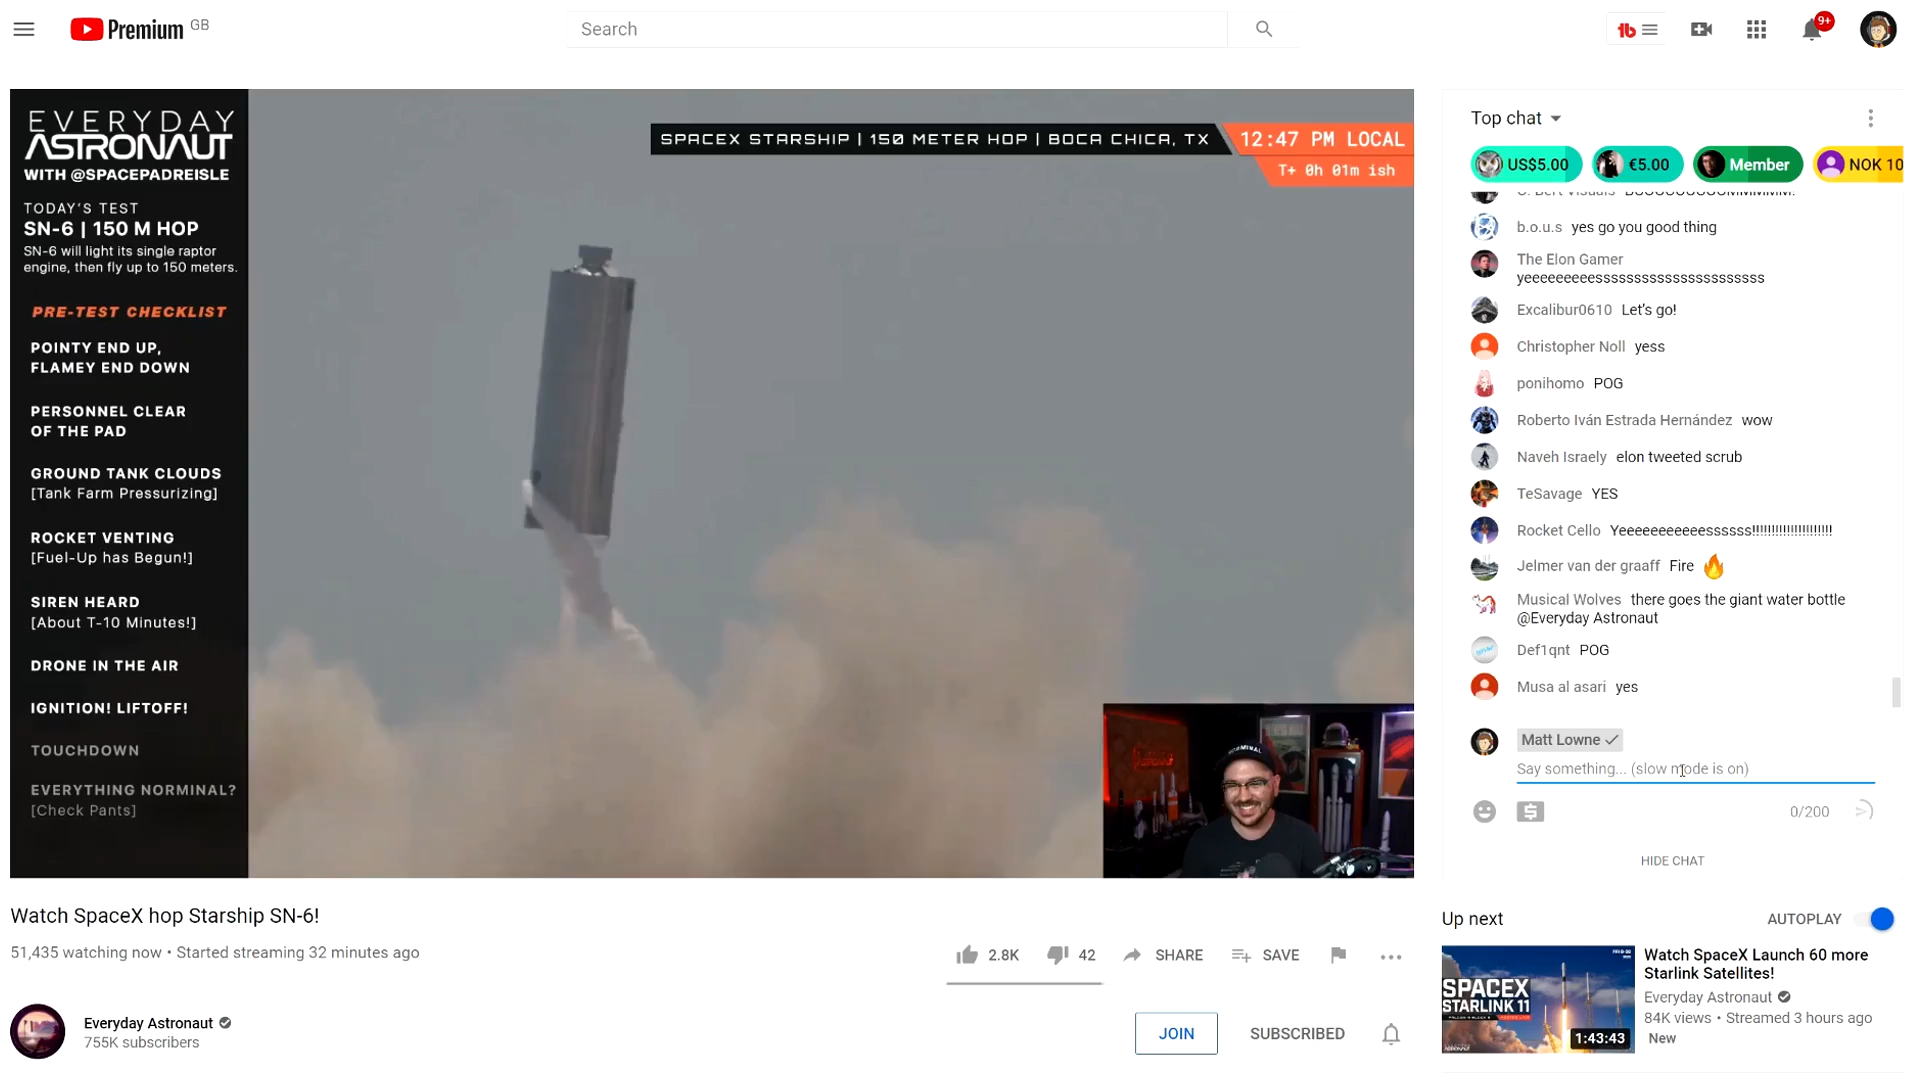 Premium GB
Search
9+
EVERYDAY
ASTRONAUT
WITH @SPACEPADREISLE
TODAY'S TEST
SN-6 | 150 M HOP
SN-6 will light its single raptor
engine, then fly up to 150 meters.
PRE-TEST CHECKLIST
POINTY END UP,
FLAMEY END DOWN
PERSONNEL CLEAR
OF THE PAD
GROUND TANK CLOUDS
[Tank Farm Pressurizing]
ROCKET VENTING
[Fuel-Up has Begun!]
SIREN HEARD
[About T-10 Minutes!]
DRONE IN THE AIR
IGNITION! LIFTOFF!
TOUCHDOWN
EVERYTHING NORMINAL?
[Check Pants]
SPACEX STARSHIP | 150 METER HOP | BOCA CHICA, TX
12:47 PM LOCAL
T+ 0h 01m ish
Top chat
US$5.00 €5.00 Member NOK 10
b.o.u.s yes go you good thing
The Elon Gamer
yeeeeeeeeesssssssssssssssssssssss
Excalibur0610 Let's go!
Christopher Noll yess
ponihomo POG
Roberto Iván Estrada Hernández wow
Naveh Israely elon tweeted scrub
TeSavage YES
Rocket Cello Yeeeeeeeeeeessssss!!!!!!!!!!!!!!!!!!!!!
Jelmer van der graaff Fire 🔥
Musical Wolves there goes the giant water bottle
@Everyday Astronaut
Def1qnt POG
Musa al asari yes
Matt Lowne
Say something... (slow mode is on)
0/200
HIDE CHAT
Watch SpaceX hop Starship SN-6!
51,435 watching now • Started streaming 32 minutes ago
2.8K 42 SHARE SAVE
Everyday Astronaut
755K subscribers
JOIN SUBSCRIBED
Up next AUTOPLAY
SPACEX
STARLINK 11
1:43:43
Watch SpaceX Launch 60 more
Starlink Satellites!
Everyday Astronaut
84K views • Streamed 3 hours ago
New